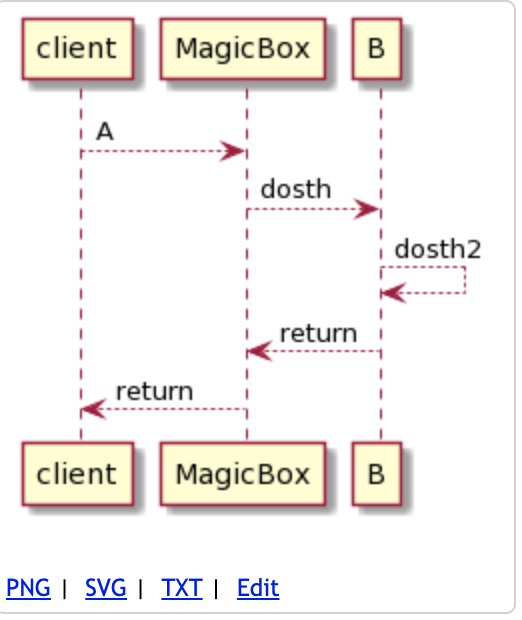 client MagicBox B
A
dosth
dosth2
return
return
client MagicBox B
PNG | SVG | TXT | Edit